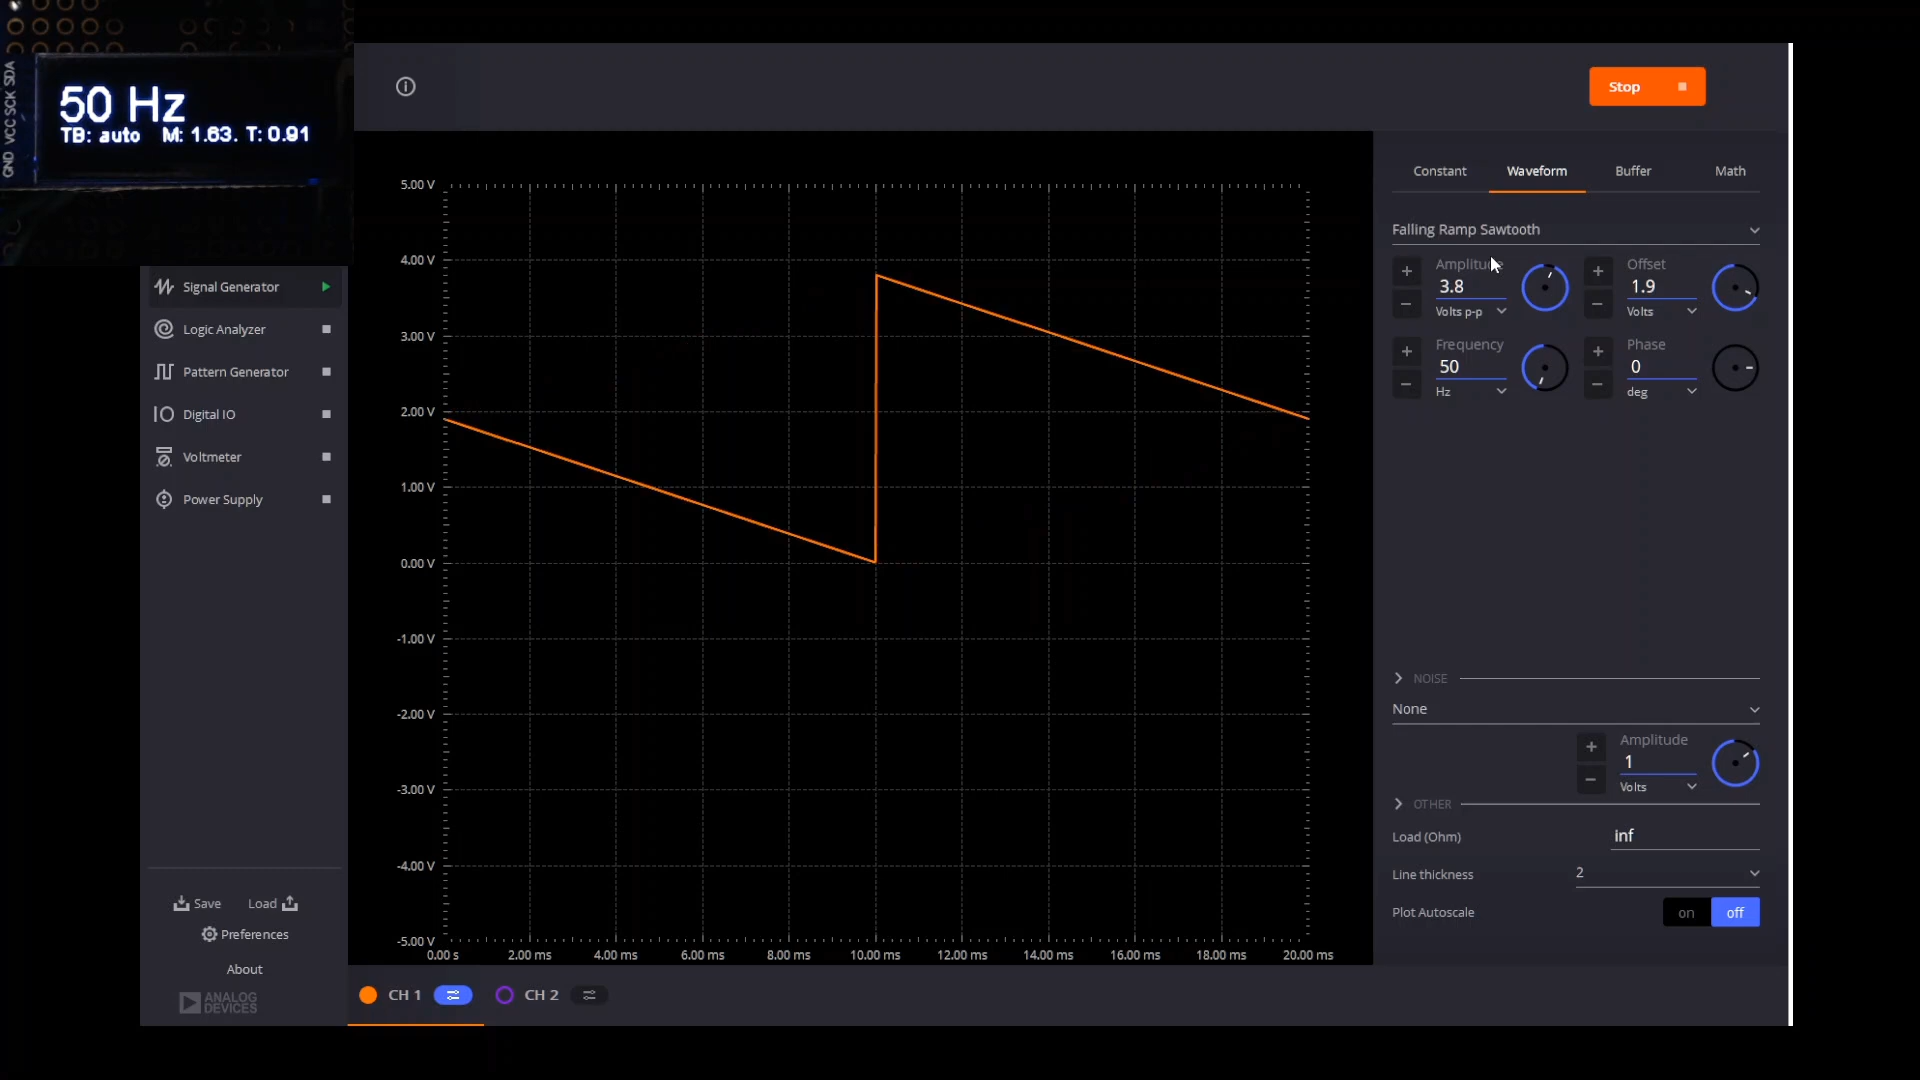 GND VCC SCK SDA
50 Hz
TB: auto M: 1.63. T: 0.91
Stop
Signal Generator
Logic Analyzer
Pattern Generator
Digital IO
Voltmeter
Power Supply
Save Load
Preferences
About
ANALOG
DEVICES
5.00 V
4.00 V
3.00 V
2.00 V
1.00 V
0.00 V
-1.00 V
-2.00 V
-3.00 V
-4.00 V
-5.00 V
0.00 s 2.00 ms 4.00 ms 6.00 ms 8.00 ms 10.00 ms 12.00 ms 14.00 ms 16.00 ms 18.00 ms 20.00 ms
CH 1 CH 2
Constant Waveform Buffer Math
Falling Ramp Sawtooth
Amplitude Offset
3.8 1.9
Volts p-p Volts
Frequency Phase
50 0
Hz deg
NOISE
None
Amplitude
1
Volts
OTHER
Load (Ohm) inf
Line thickness 2
Plot Autoscale on off